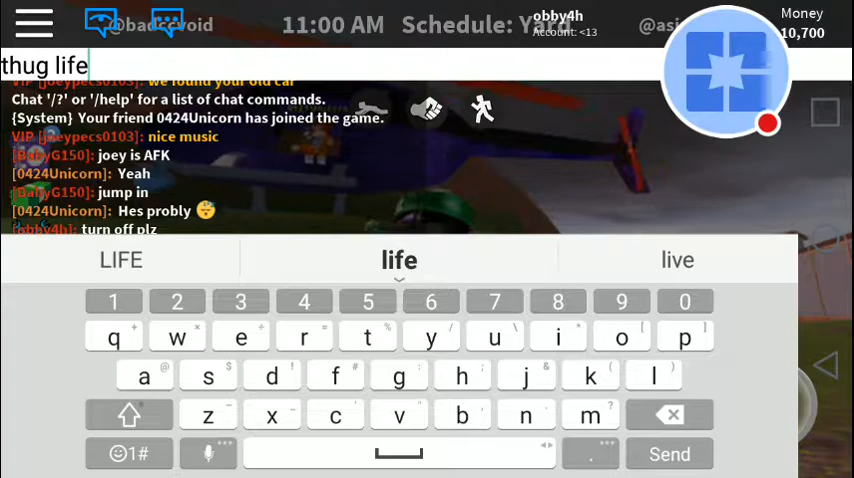 @badccvoid 11:00 AM Schedule: Yard
obby4h
Account: <13
Money
10,700
thug life
VIP [joeypecs0103]: we found your old car
Chat '/?' or '/help' for a list of chat commands.
{System} Your friend 0424Unicorn has joined the game.
VIP [joeypecs0103]: nice music
[BabyG150]: joey is AFK
[0424Unicorn]: Yeah
[BabyG150]: jump in
[0424Unicorn]: Hes probly 😴
[obby4h]: turn off plz
LIFE life live
1 2 3 4 5 6 7 8 9 0
q w e r t y u i o p
a s d f g h j k l
z x c v b n m
☺1# . Send